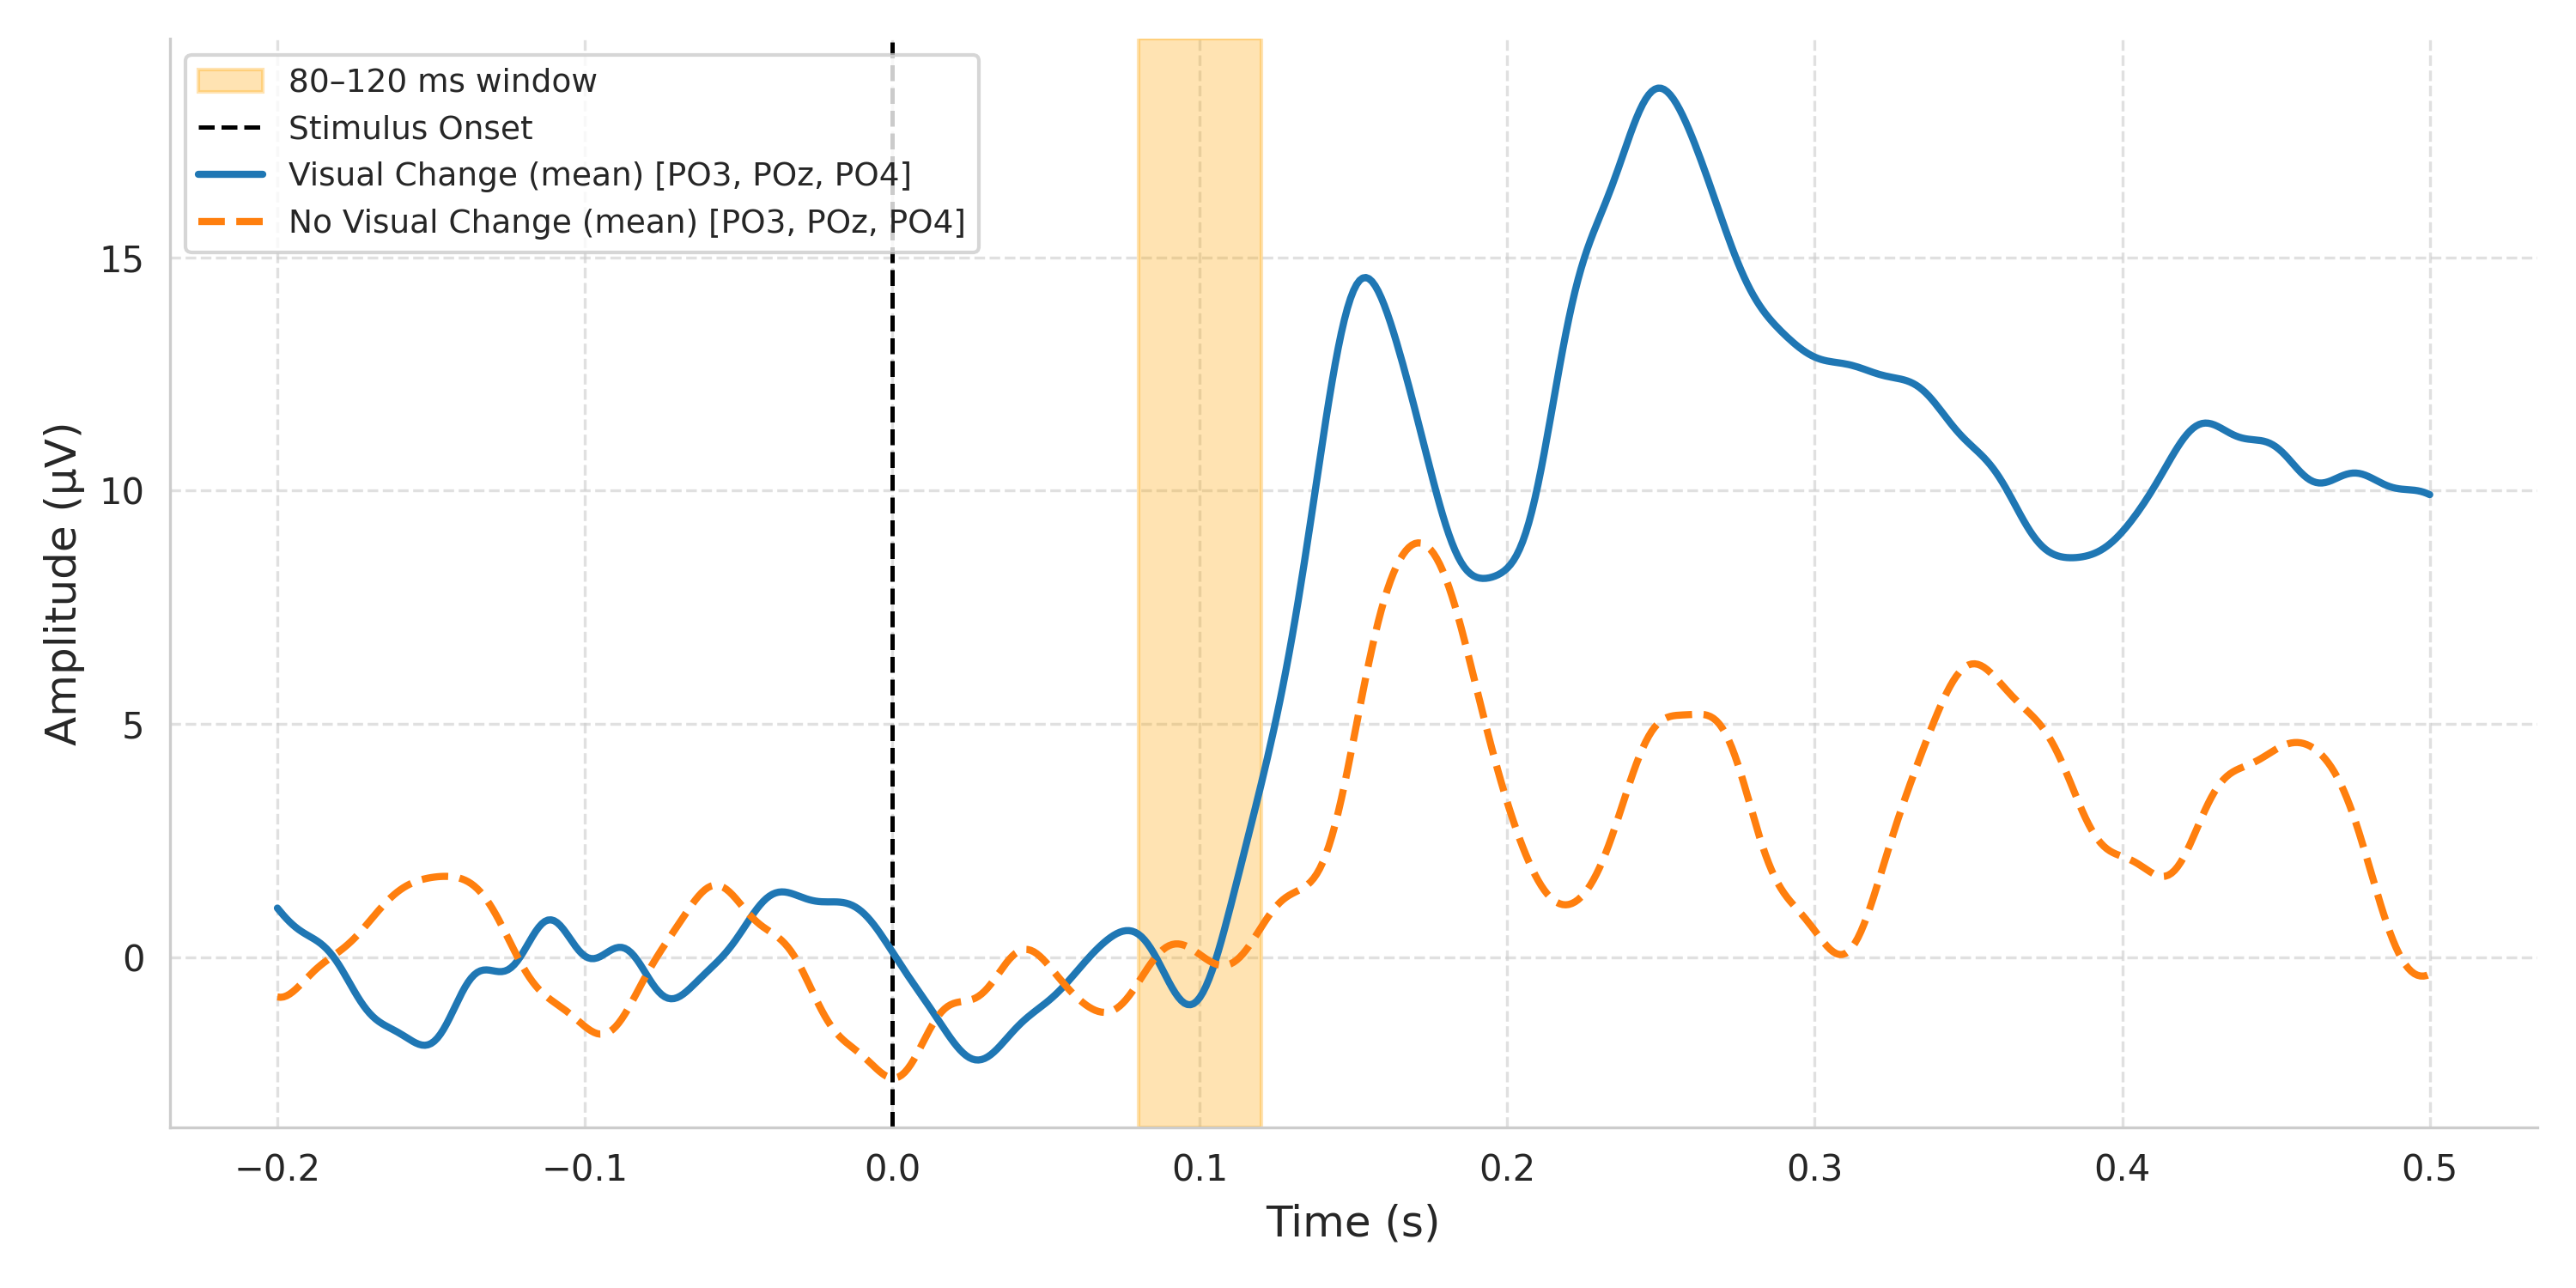 80–120 ms window
Stimulus Onset
Visual Change (mean) [PO3, POz, PO4]
No Visual Change (mean) [PO3, POz, PO4]
15
10
5
0
Amplitude (µV)
−0.2 −0.1 0.0 0.1 0.2 0.3 0.4 0.5
Time (s)